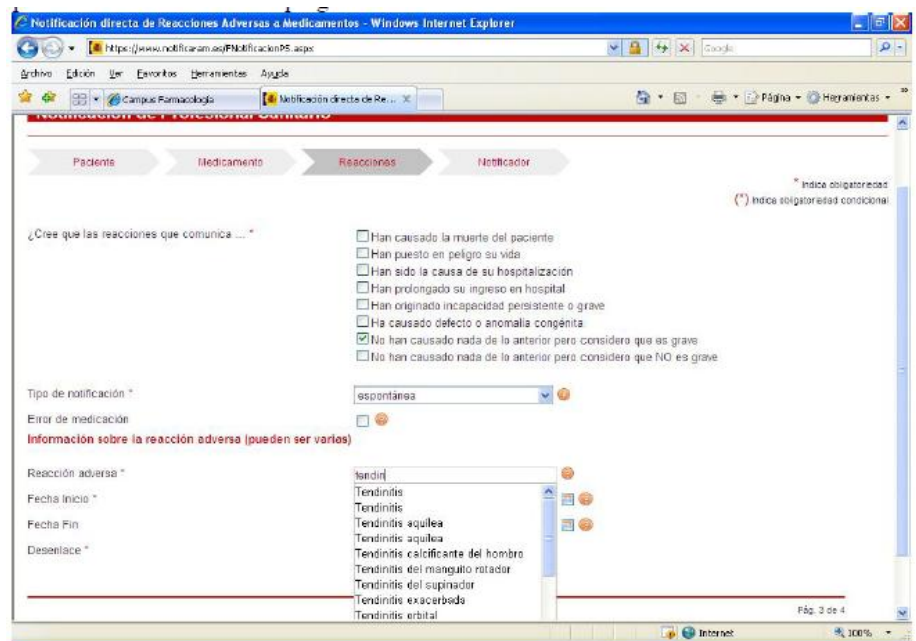 Notificación directa de Reacciones Adversas a Medicamentos - Windows Internet Explorer
https://www.notificaram.es/FNotificacionPS.aspx
Google
Archivo Edición Ver Favoritos Herramientas Ayuda
Campus Farmacología
Notificación directa de Re...
Página
Herramientas
Notificación de Profesional Sanitario
Paciente Medicamento Reacciones Notificador
* Indica obligatoriedad
(*) Indica obligatoriedad condicional
¿Cree que las reacciones que comunica .... *
Han causado la muerte del paciente
Han puesto en peligro su vida
Han sido la causa de su hospitalización
Han prolongado su ingreso en hospital
Han originado incapacidad persistente o grave
Ha causado defecto o anomalía congénita
No han causado nada de lo anterior pero considero que es grave
No han causado nada de lo anterior pero considero que NO es grave
Tipo de notificación *
espontánea
Error de medicación
Información sobre la reacción adversa (pueden ser varias)
Reacción adversa *
tendin
Fecha Inicio *
Fecha Fin
Desenlace *
Tendinitis
Tendinitis
Tendinitis aquilea
Tendinitis aquilea
Tendinitis calcificante del hombro
Tendinitis del manguito rotador
Tendinitis del supinador
Tendinitis exacerbada
Tendinitis orbital
Pág. 3 de 4
Internet
100%